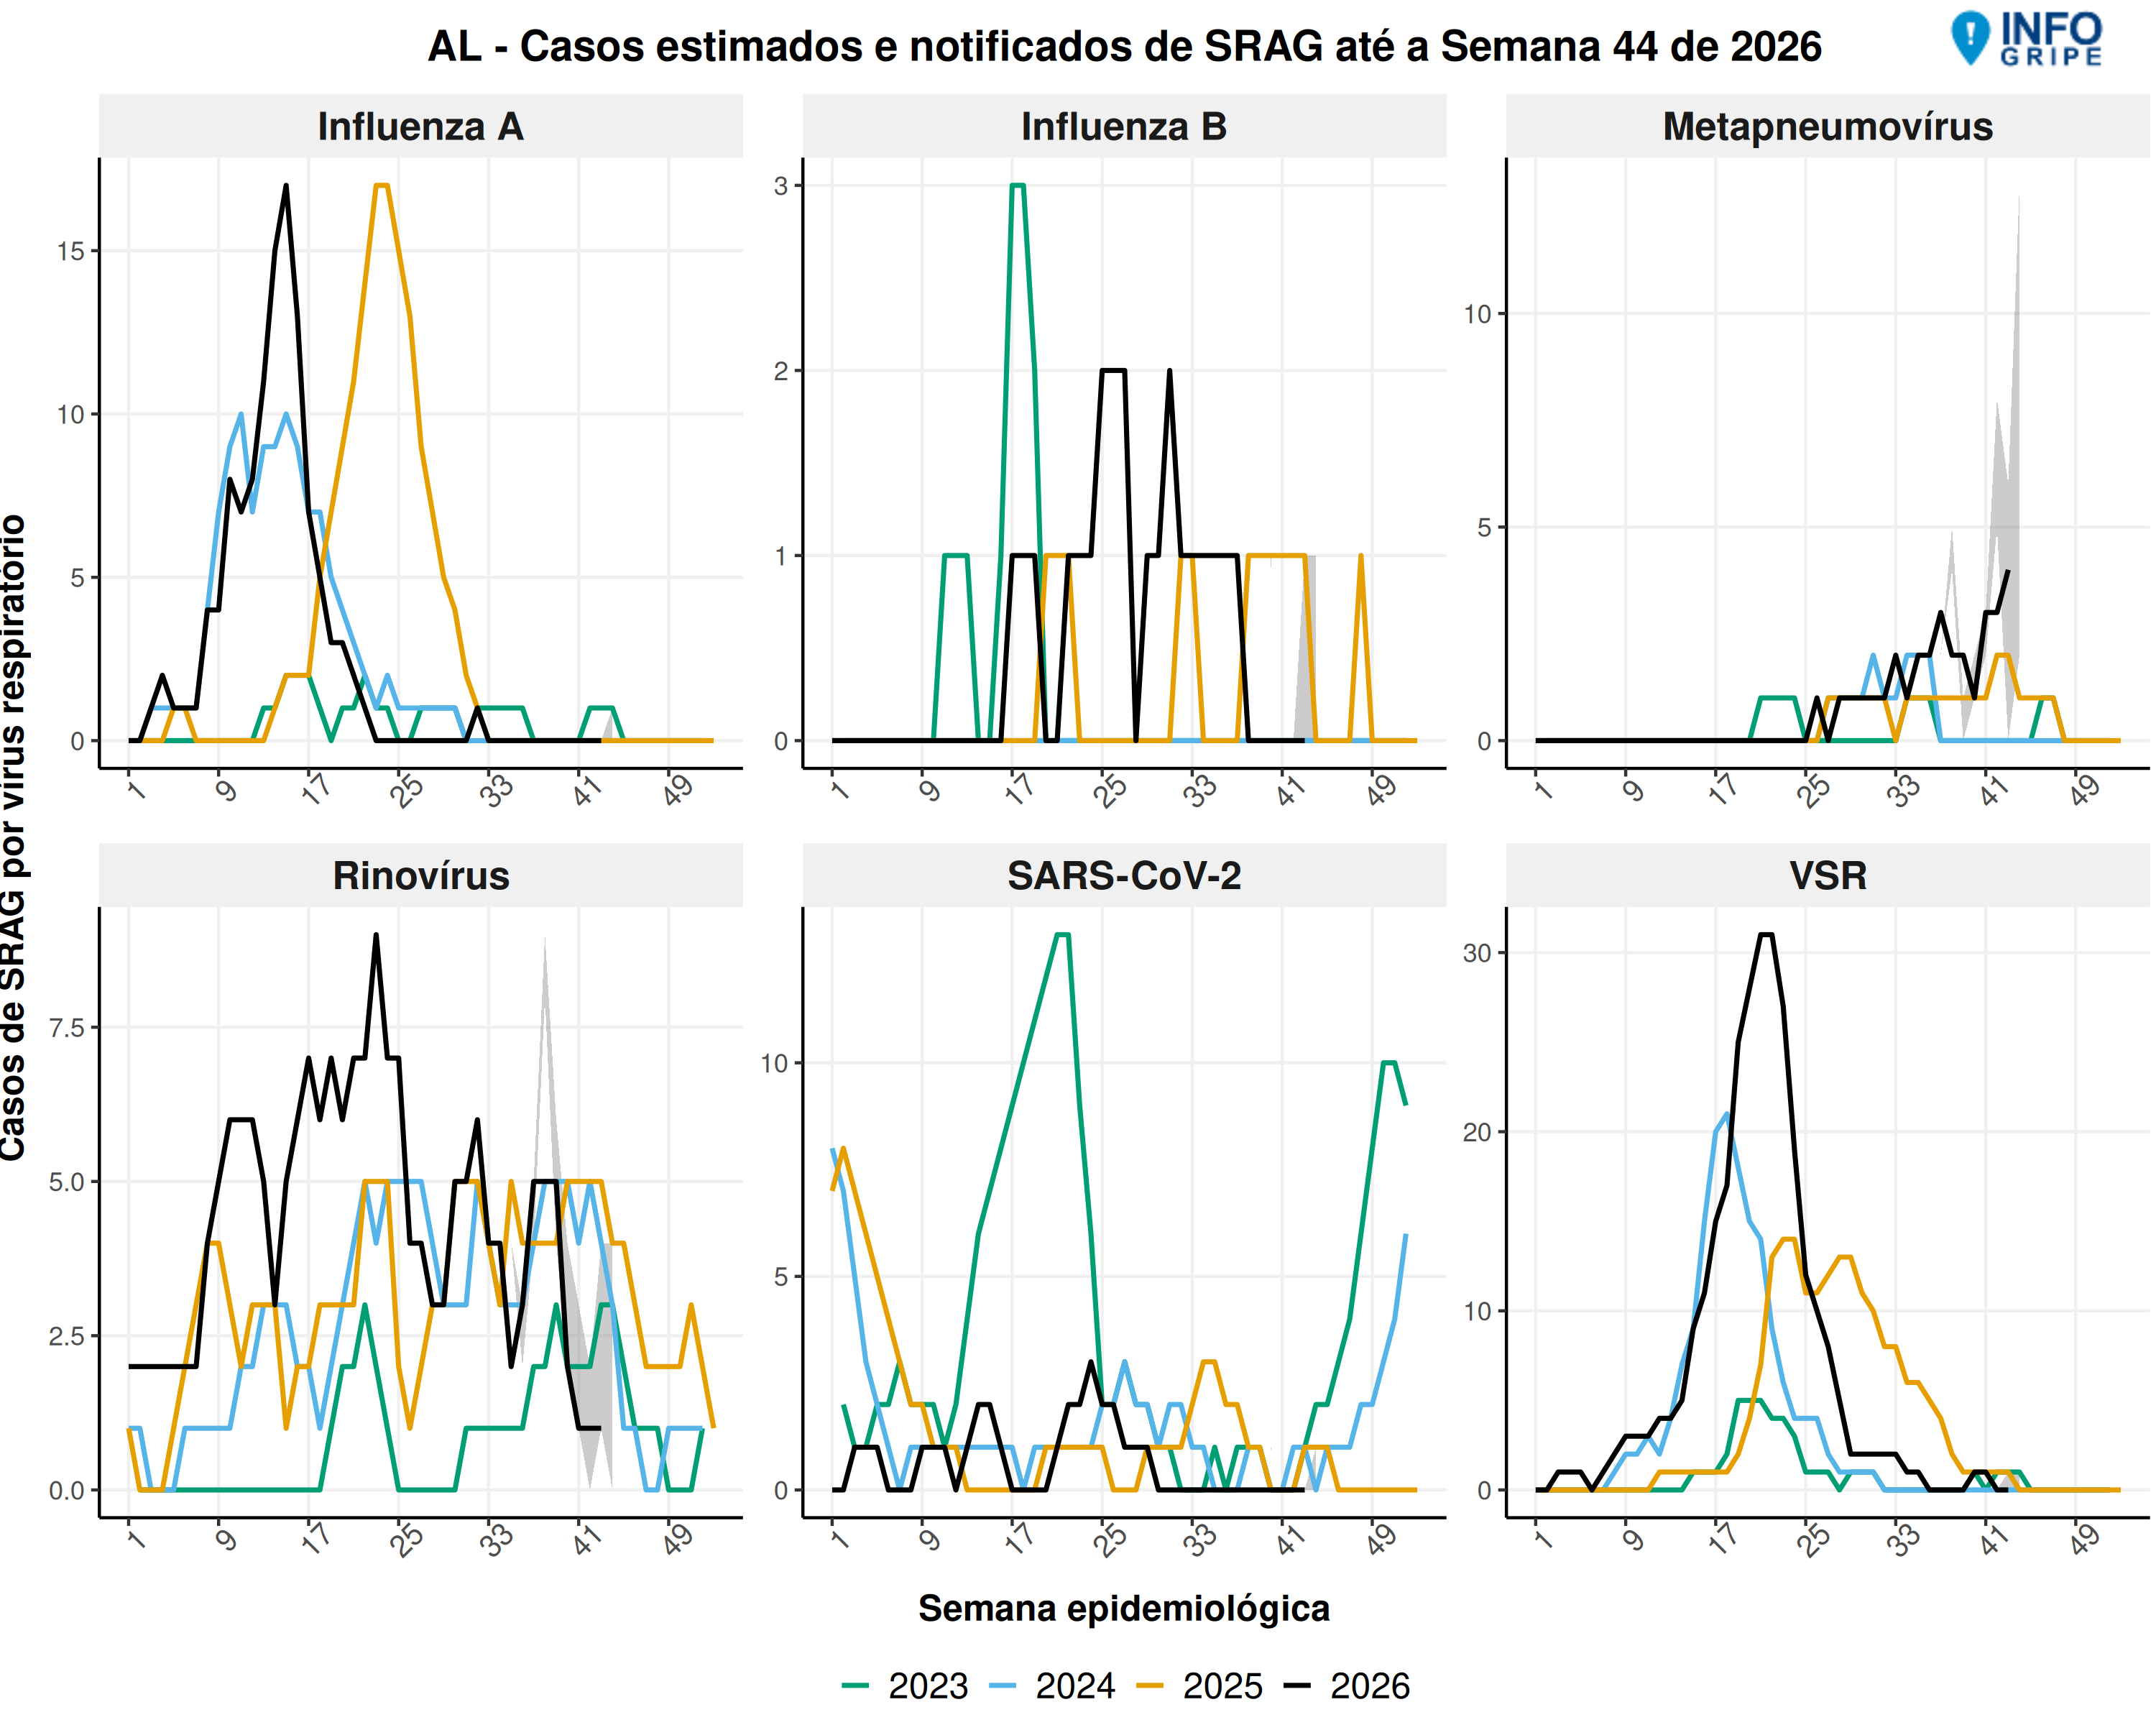 AL - Casos estimados e notificados de SRAG até a Semana 44 de 2026
INFO
GRIPE
Influenza A
Influenza B
Metapneumovírus
15
10
5
0
3
2
1
0
10
5
0
1 9 17 25 33 41 49
1 9 17 25 33 41 49
1 9 17 25 33 41 49
Casos de SRAG por vírus respiratório
Rinovírus
SARS-CoV-2
VSR
7.5
5.0
2.5
0.0
10
5
0
30
20
10
0
1 9 17 25 33 41 49
1 9 17 25 33 41 49
1 9 17 25 33 41 49
Semana epidemiológica
2023 2024 2025 2026